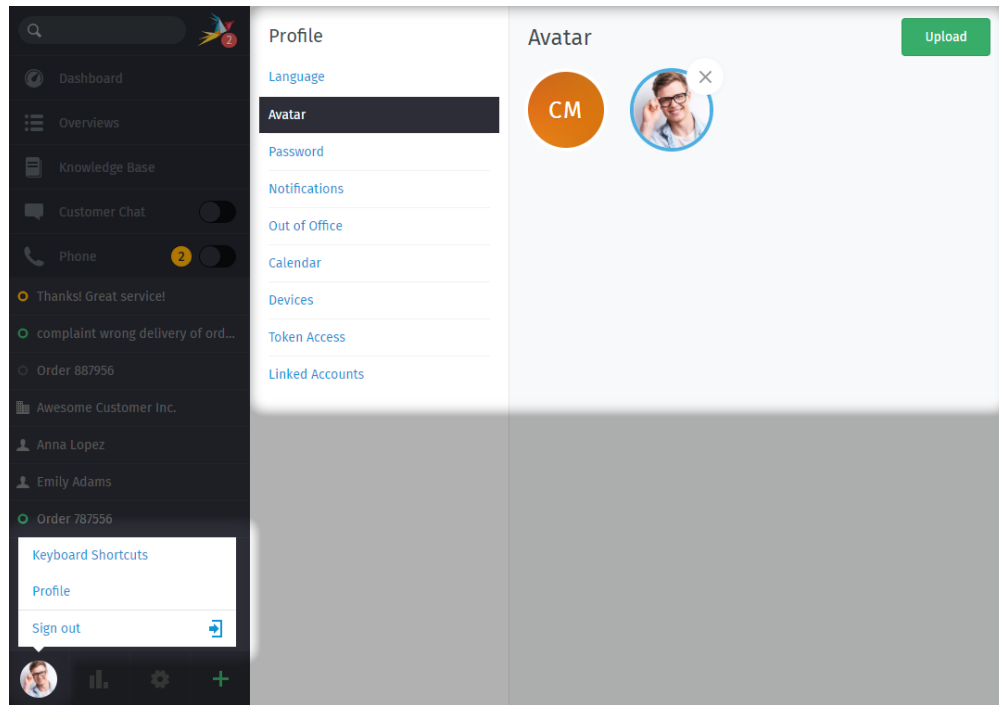 2
Dashboard
Overviews
Knowledge Base
Customer Chat
Phone 2
Thanks! Great service!
complaint wrong delivery of ord...
Order 887956
Awesome Customer Inc.
Anna Lopez
Emily Adams
Order 787556
Keyboard Shortcuts
Profile
Sign out
Profile
Language
Avatar
Password
Notifications
Out of Office
Calendar
Devices
Token Access
Linked Accounts
Avatar
Upload
CM